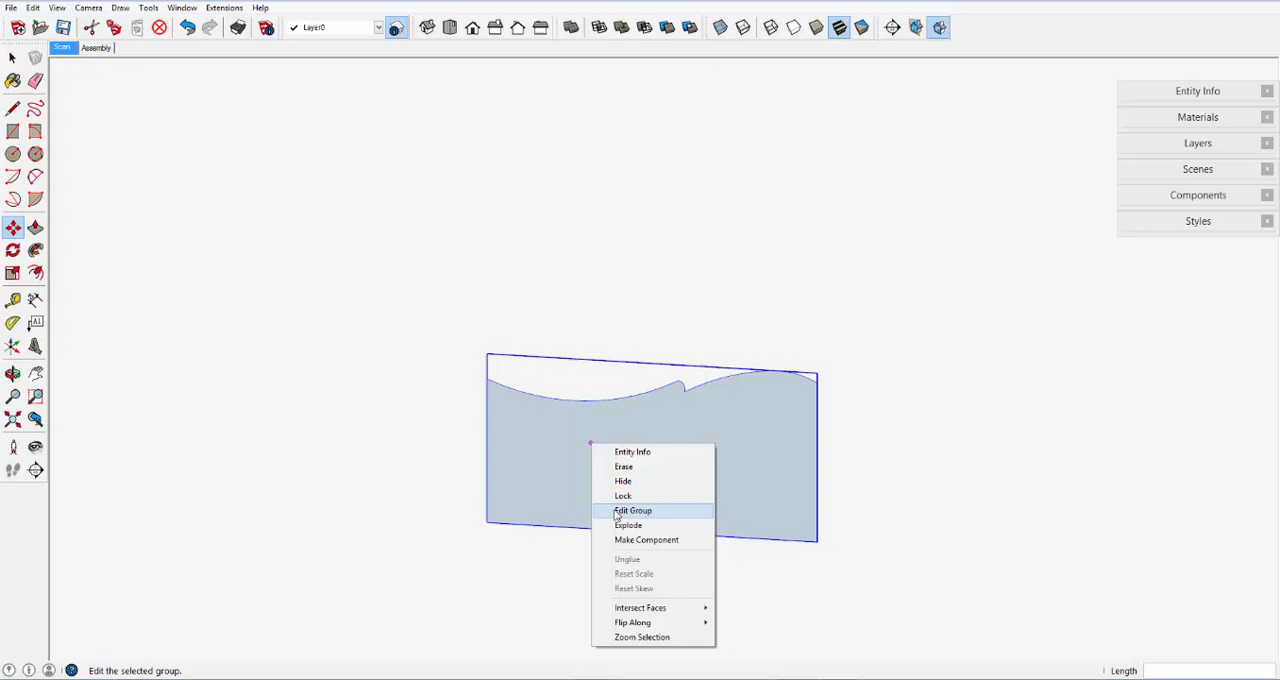 File Edit View Camera Draw Tools Window Extensions Help
Layer0
Scan Assembly
Entity Info
Materials
Layers
Scenes
Components
Styles
A1
Entity Info
Erase
Hide
Lock
Edit Group
Explode
Make Component
Unglue
Reset Scale
Reset Skew
Intersect Faces
Flip Along
Zoom Selection
Edit the selected group.
Length